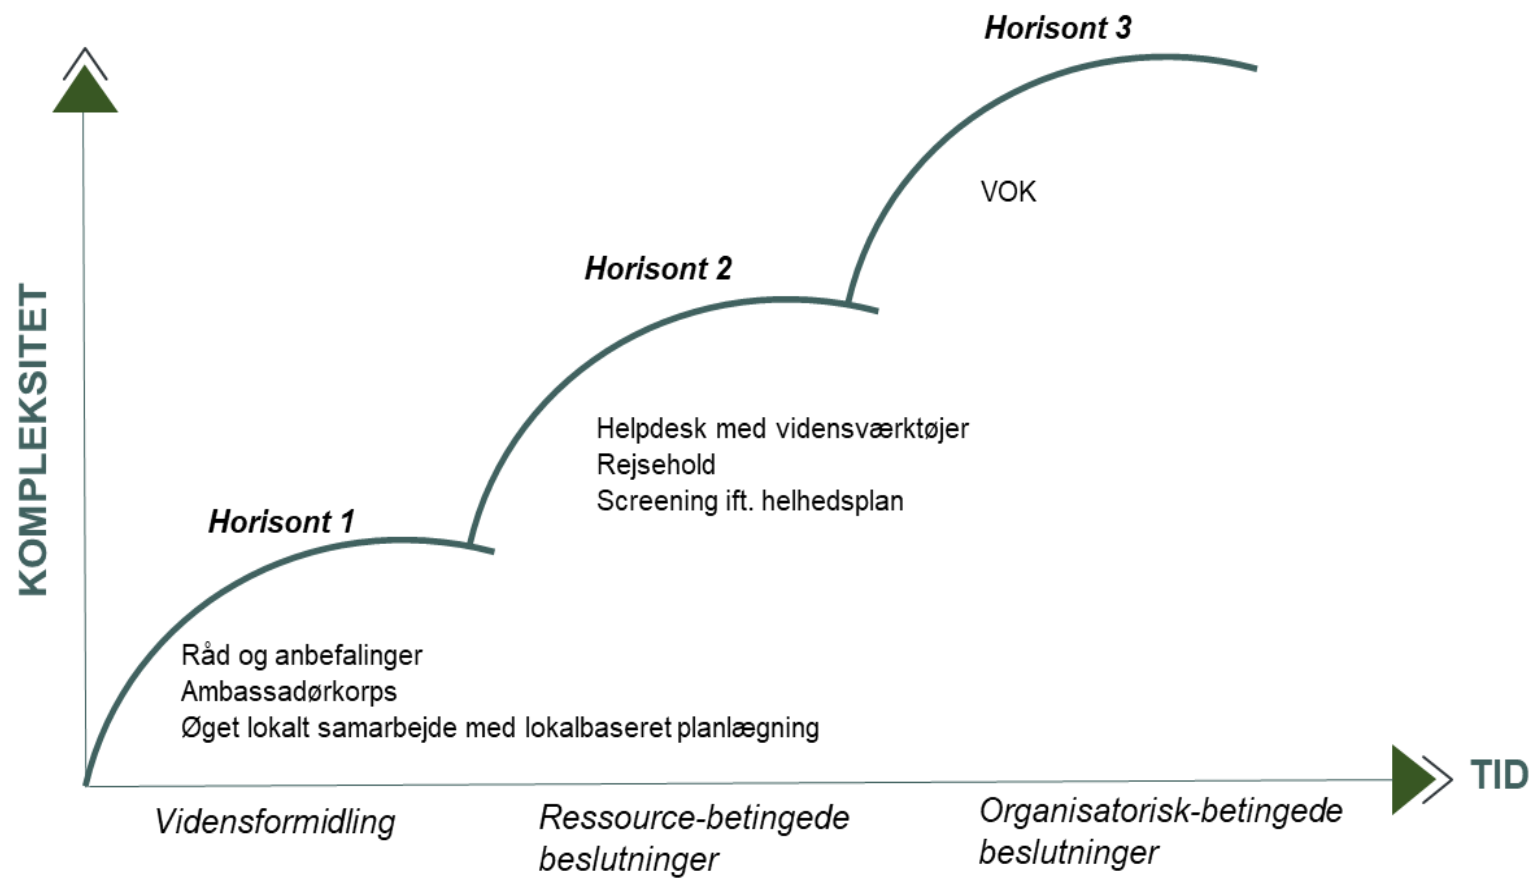 Horisont 3
VOK
Horisont 2
Helpdesk med vidensværktøjer
Rejsehold
Screening ift. helhedsplan
KOMPLEKSITET
Horisont 1
Råd og anbefalinger
Ambassadørkorps
Øget lokalt samarbejde med lokalbaseret planlægning
TID
Vidensformidling
Ressource-betingede
beslutninger
Organisatorisk-betingede
beslutninger